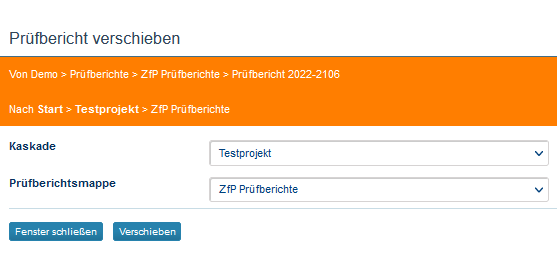 Prüfbericht verschieben
Von Demo > Prüfberichte > ZfP Prüfberichte > Prüfbericht 2022-2106
Nach Start > Testprojekt > ZfP Prüfberichte
Kaskade
Testprojekt
Prüfberichtsmappe
ZfP Prüfberichte
Fenster schließen Verschieben